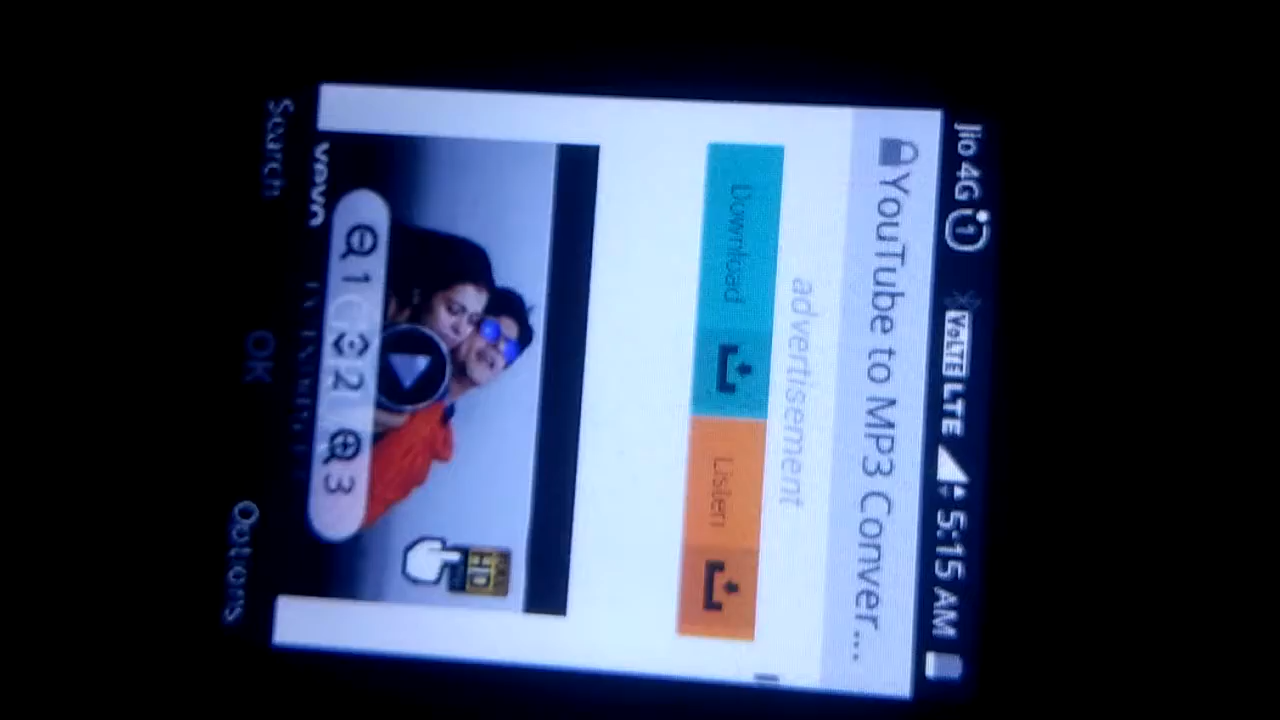 Jio 4G 1 VoLTE LTE 5:15 AM
YouTube to MP3 Conver...
advertisement
Download Listen
HD
1 2 3
vevo
Search OK Options